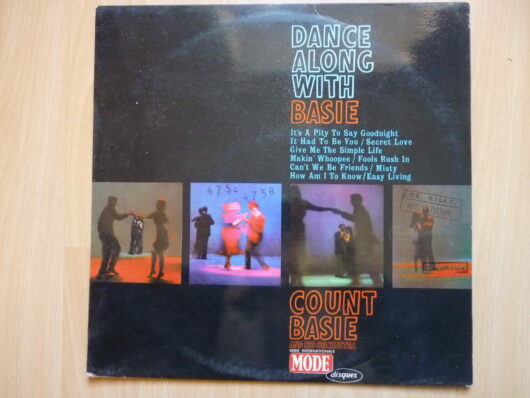 DANCE
ALONG
WITH
BASIE
It's A Pity To Say Goodnight
It Had To Be You / Secret Love
Give Me The Simple Life
Makin' Whoopee / Fools Rush In
Can't We Be Friends / Misty
How Am I To Know / Easy Living
4756 4758
COUNT
BASIE
AND HIS ORCHESTRA
SERIE INTERNATIONALE
MODE
disques